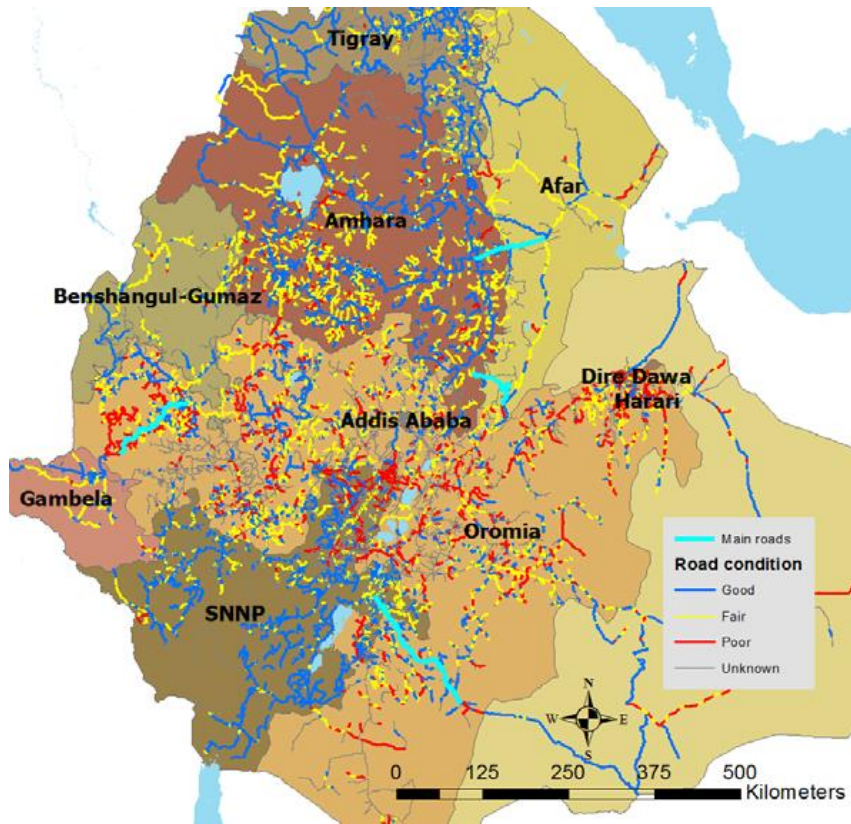 Tigray
Afar
Amhara
Benshangul-Gumaz
Dire Dawa
Harari
Addis Ababa
Gambela
Oromia
SNNP
Main roads
Road condition
Good
Fair
Poor
Unknown
N
W E
S
0 125 250 375 500
Kilometers